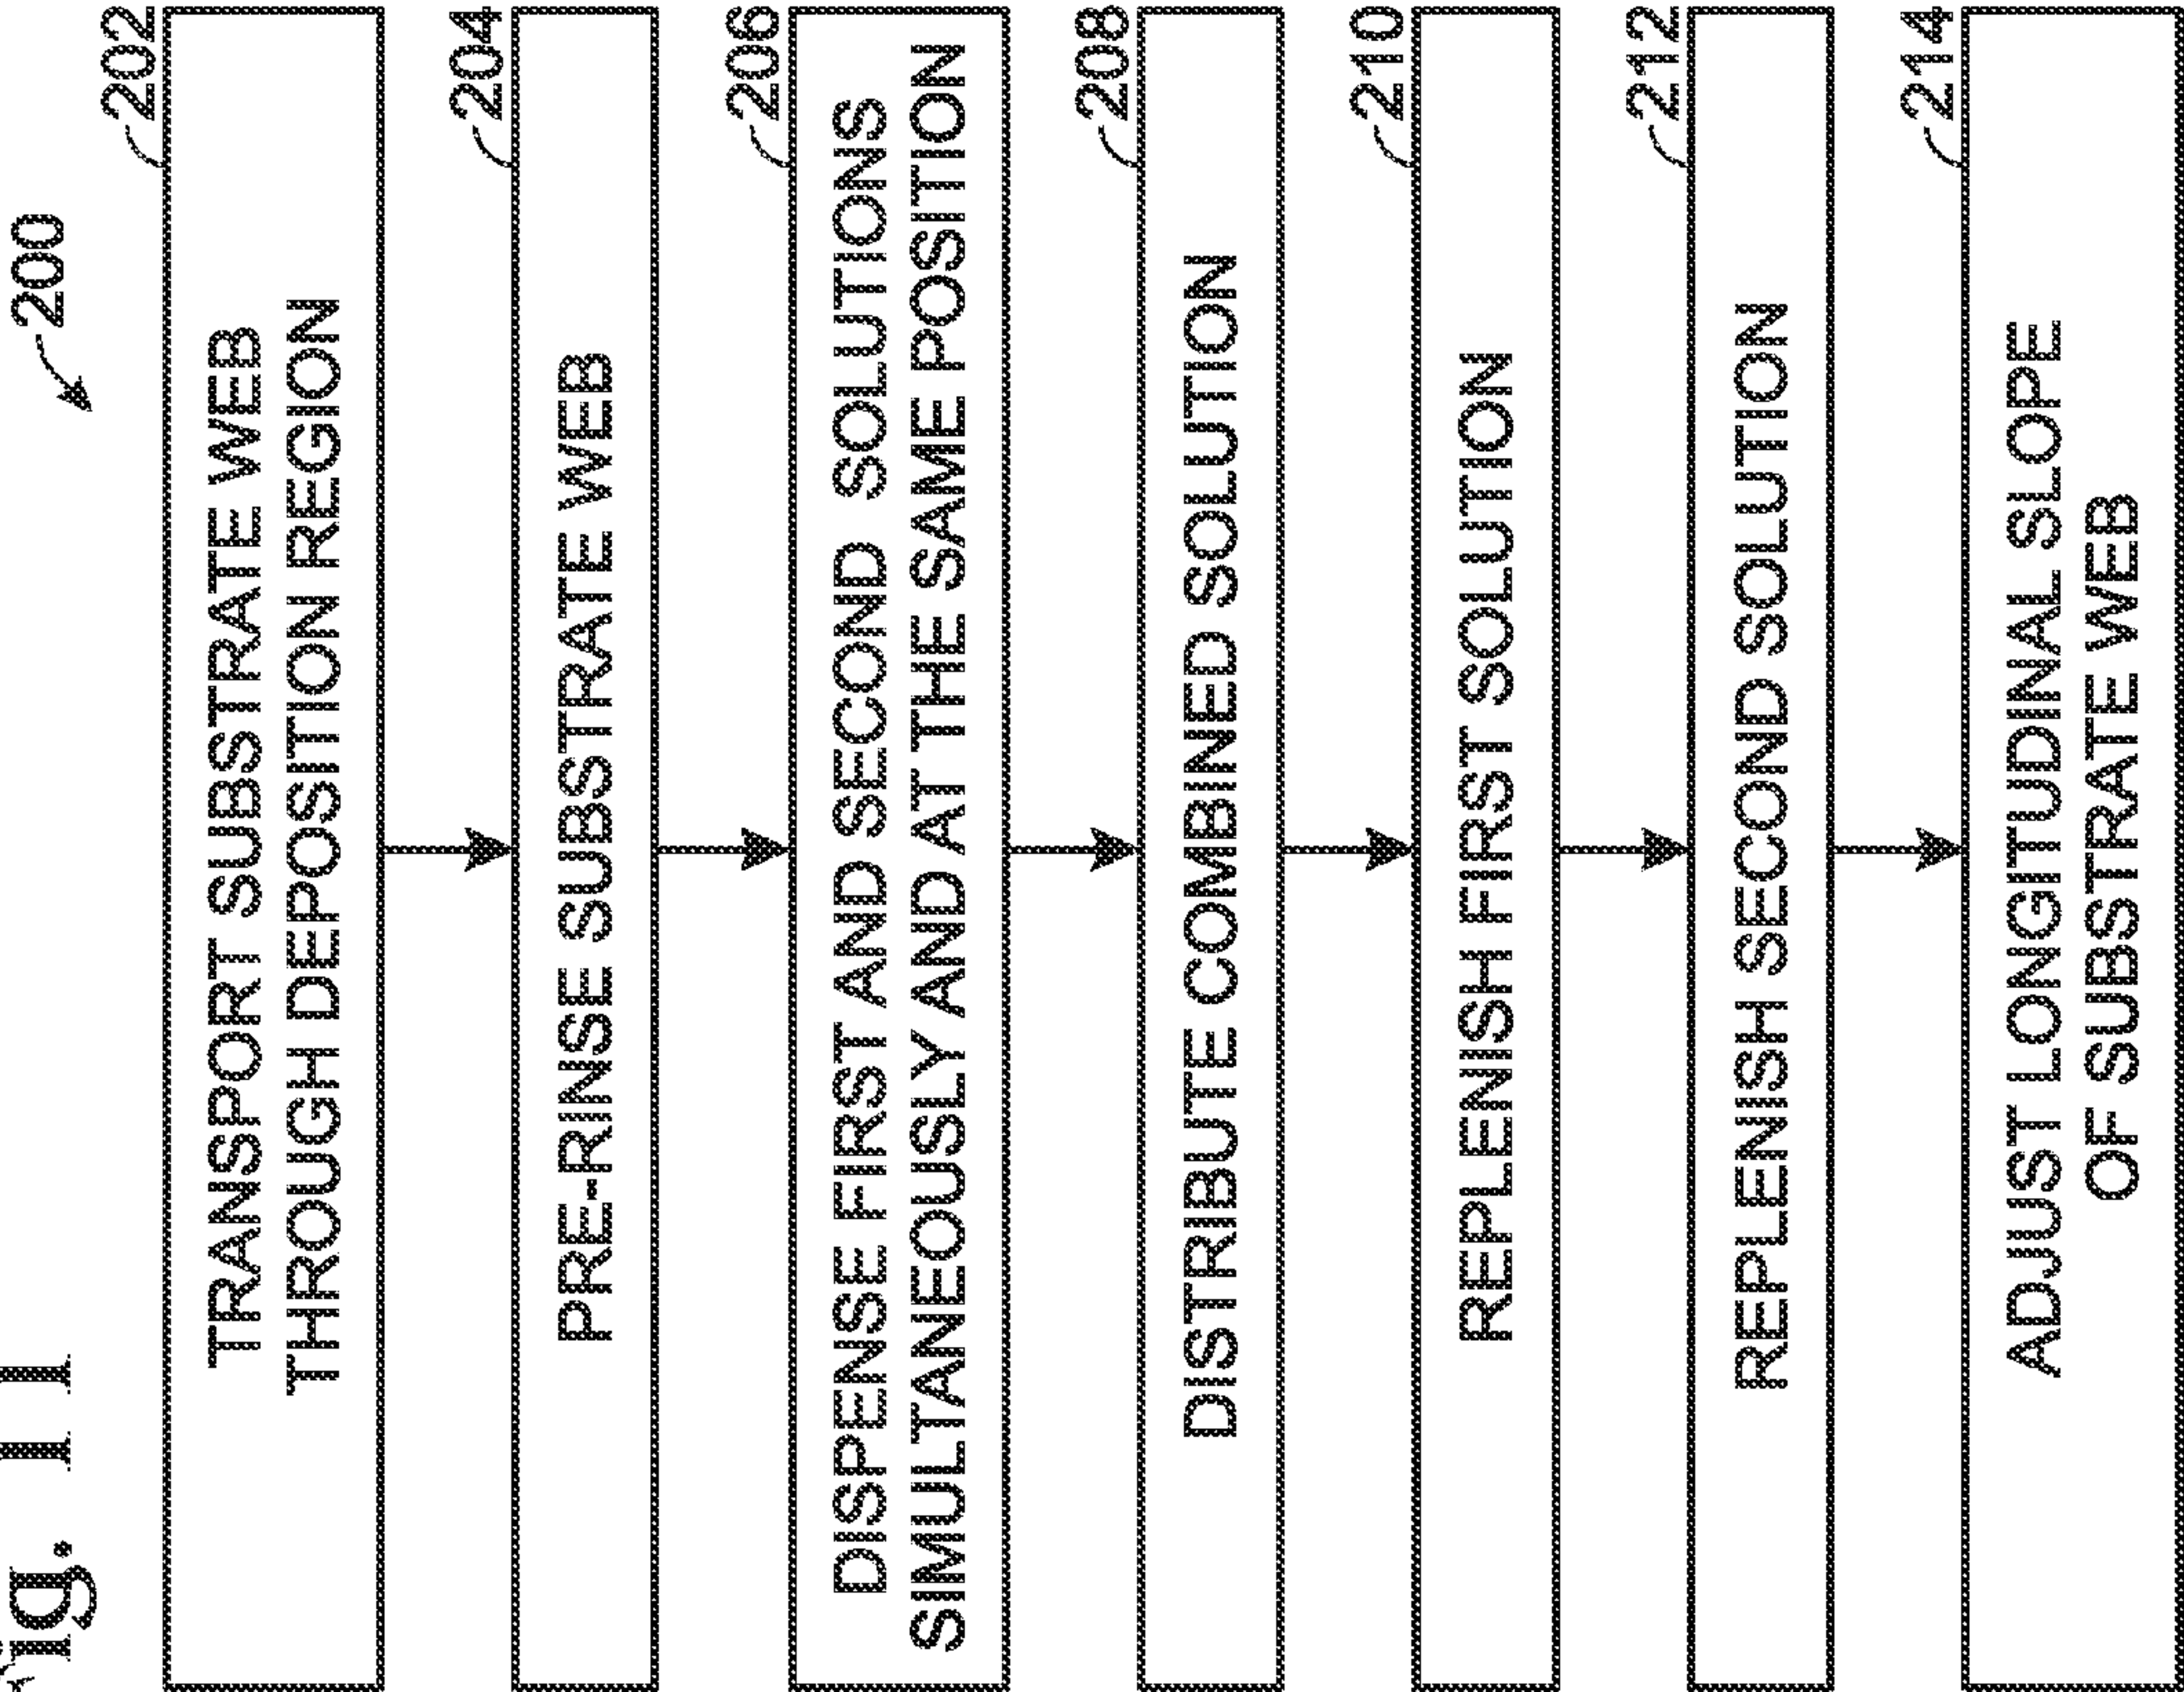 ig. 11
200
202
TRANSPORT SUBSTRATE WEB
THROUGH DEPOSITION REGION
204
PRE-RINSE SUBSTRATE WEB
206
DISPENSE FIRST AND SECOND SOLUTIONS
SIMULTANEOUSLY AND AT THE SAME POSITION
208
DISTRIBUTE COMBINED SOLUTION
210
REPLENISH FIRST SOLUTION
212
REPLENISH SECOND SOLUTION
214
ADJUST LONGITUDINAL SLOPE
OF SUBSTRATE WEB